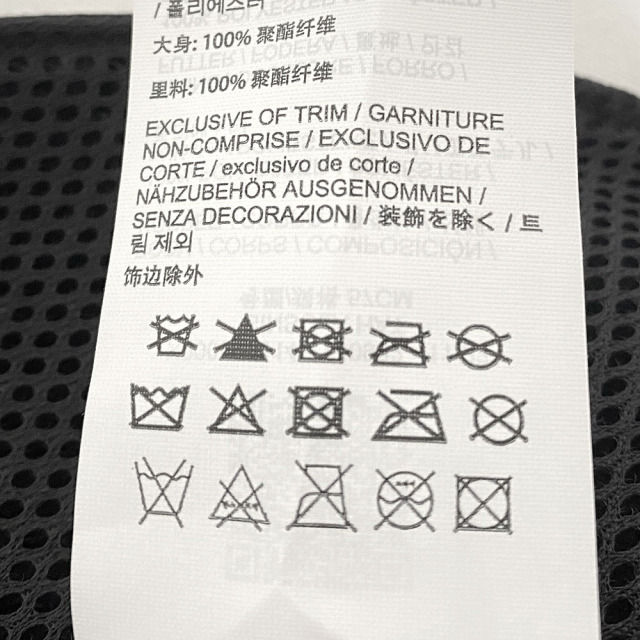 / 폴리에스터
大身: 100% 聚酯纤维
里料: 100% 聚酯纤维
EXCLUSIVE OF TRIM / GARNITURE
NON-COMPRISE / EXCLUSIVO DE
CORTE / exclusivo de corte /
NÄHZUBEHÖR AUSGENOMMEN /
SENZA DECORAZIONI / 装飾を除く / 트
림 제외
饰边除外